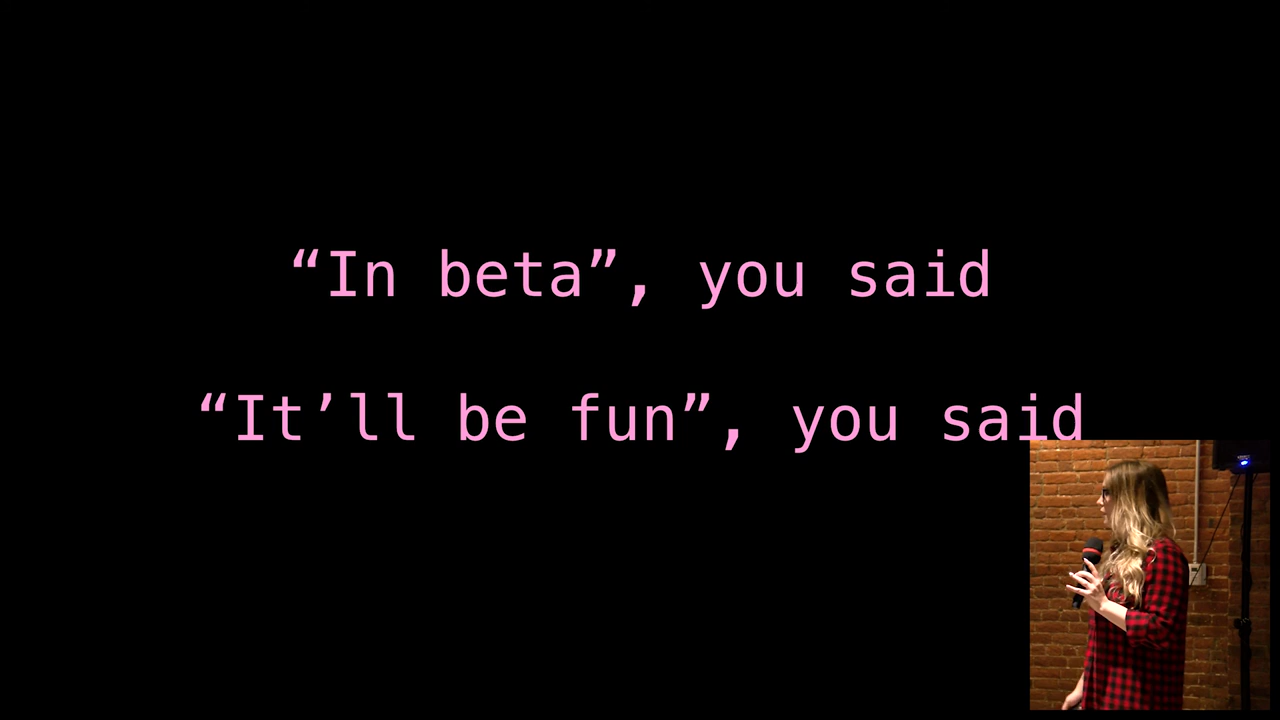 “In beta”, you said
“It’ll be fun”, you said